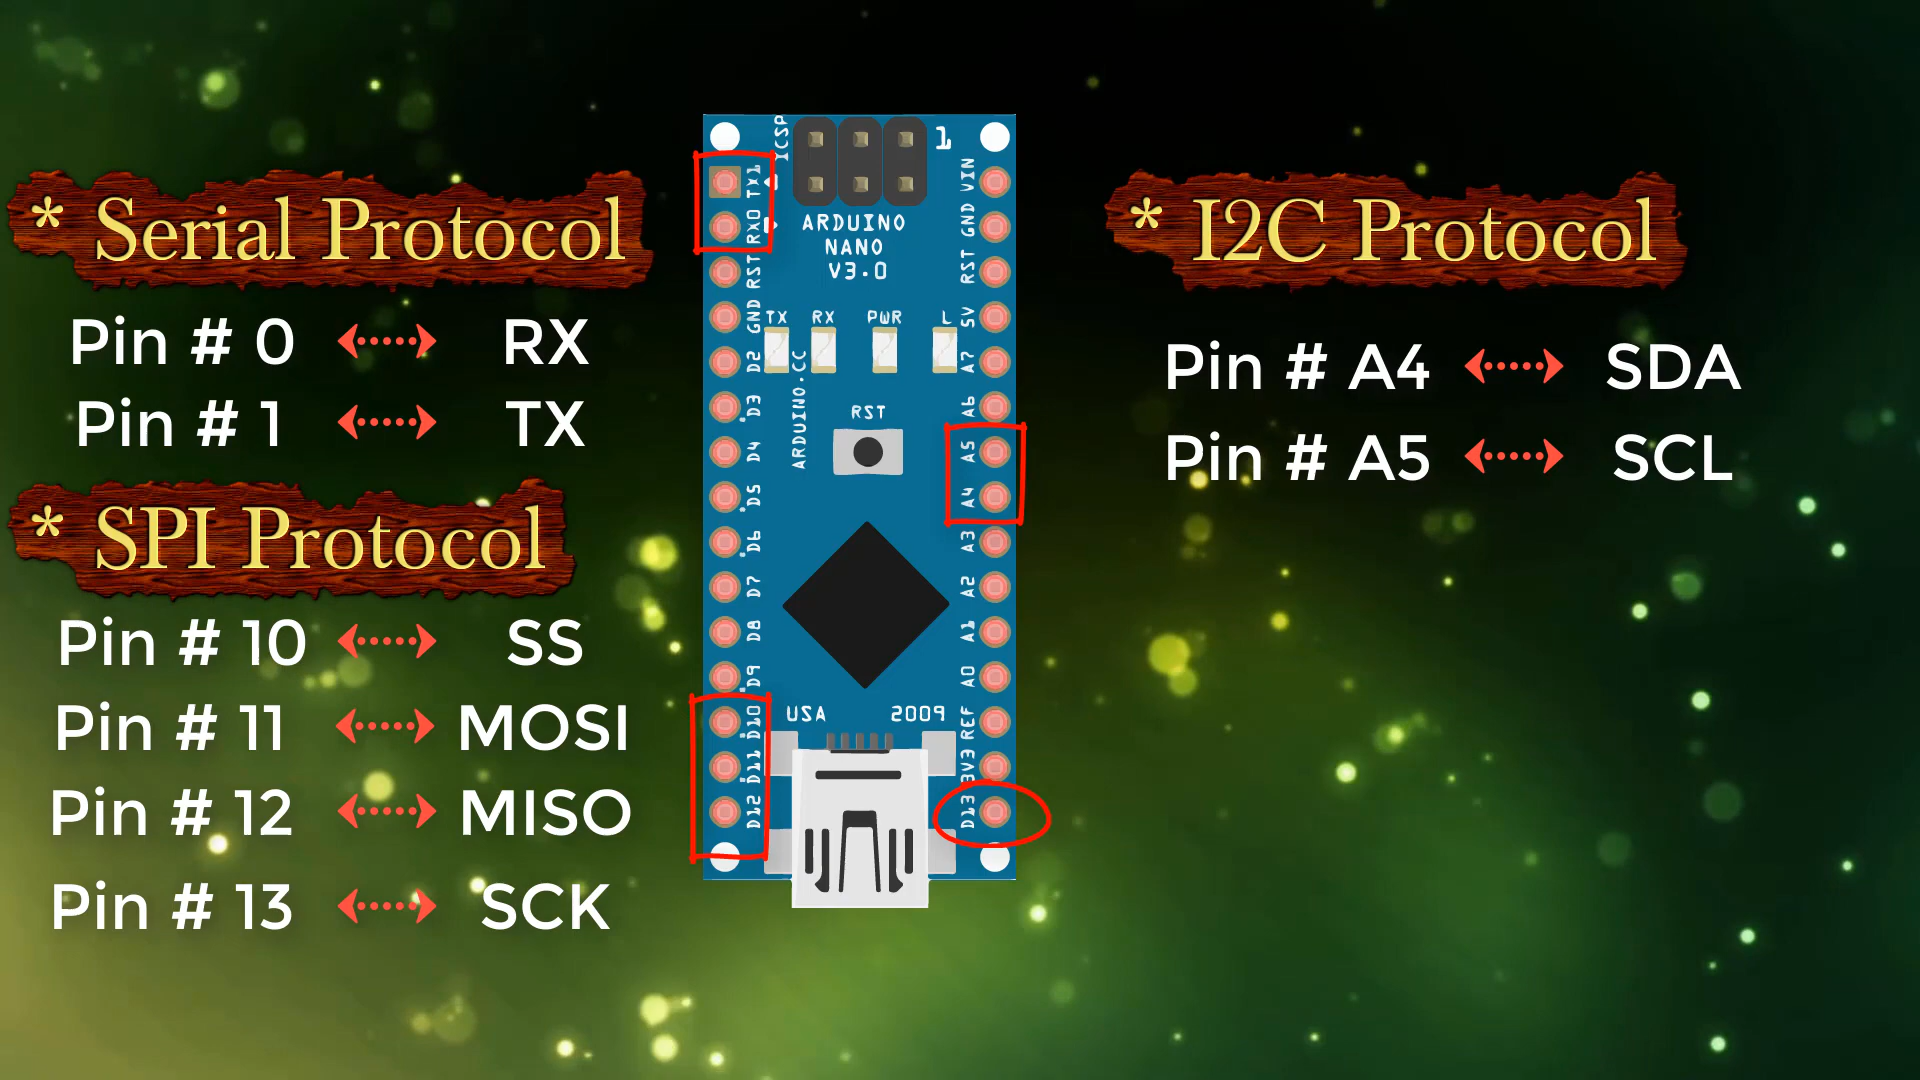 * Serial Protocol
Pin # 0 RX
Pin # 1 TX
* SPI Protocol
Pin # 10 SS
Pin # 11 MOSI
Pin # 12 MISO
Pin # 13 SCK
ICSP
1
ARDUINO
NANO
V3.0
TX RX PWR L
ARDUINO.CC
RST
USA 2009
TX1
RX0
RST
GND
D2
D3
D4
D5
D6
D7
D8
D9
D10
D11
D12
VIN
GND
RST
5V
A7
A6
A5
A4
A3
A2
A1
A0
REF
3V3
D13
* I2C Protocol
Pin # A4 SDA
Pin # A5 SCL